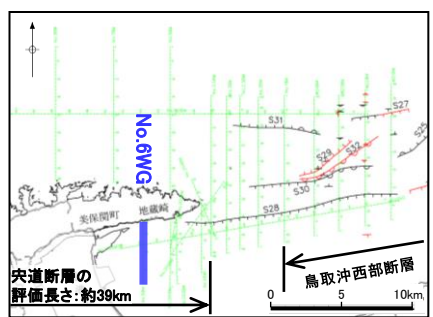 No.6WG
S31
S27
S25
S29
S32
S30
S28
美保関町
地蔵崎
宍道断層の
評価長さ:約39km
鳥取沖西部断層
0 5 10km